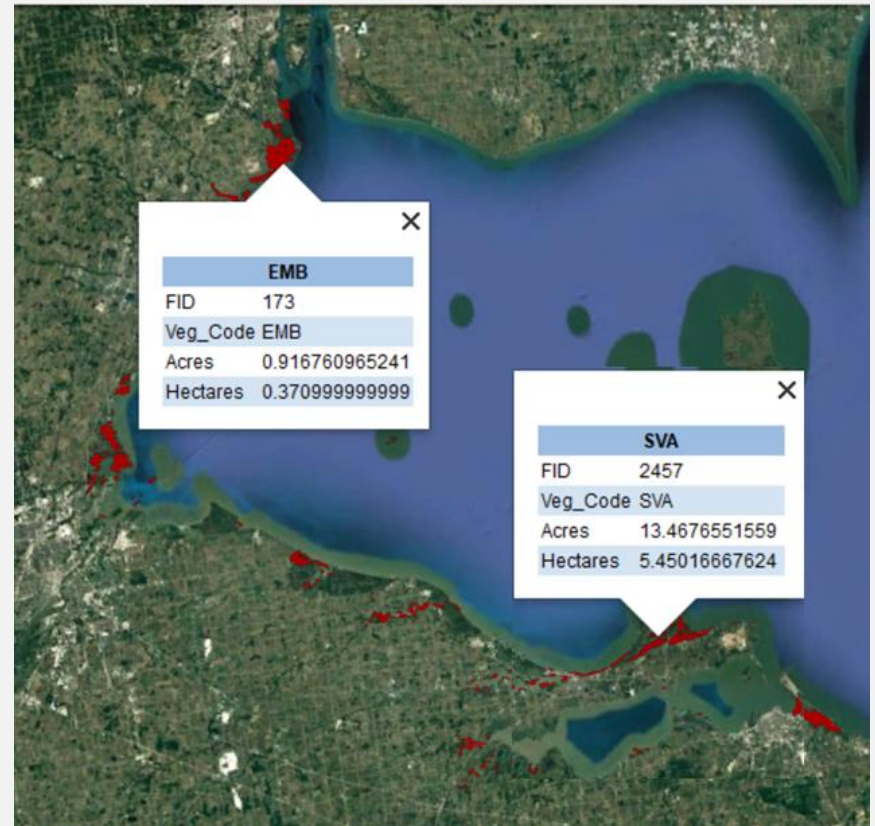 EMB
FID 173
Veg_Code EMB
Acres 0.916760965241
Hectares 0.370999999999
SVA
FID 2457
Veg_Code SVA
Acres 13.4676551559
Hectares 5.45016667624